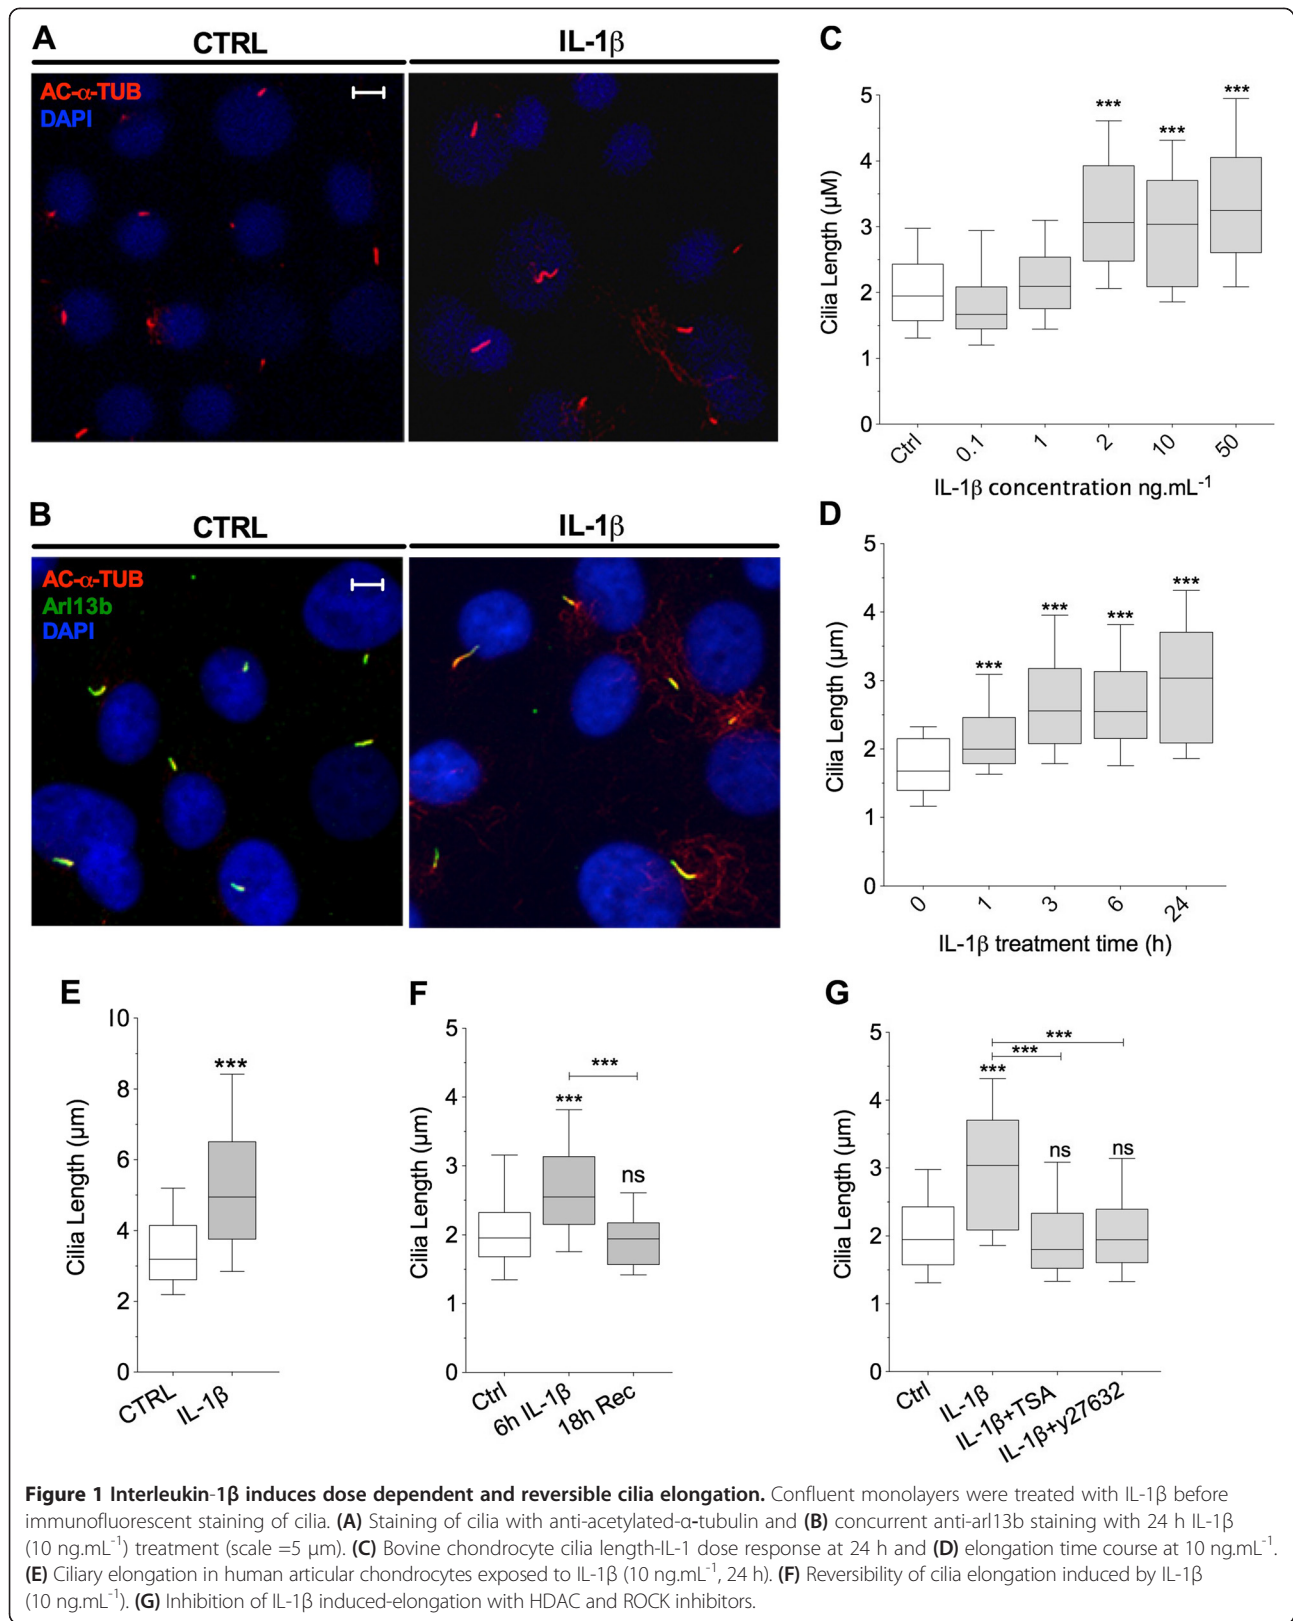 A
CTRL
IL-1β
AC-α-TUB
DAPI
C
5
4
3
2
1
0
Cilia Length (µM)
***
***
***
Ctrl
0.1
1
2
10
50
IL-1β concentration ng.mL-1
B
CTRL
IL-1β
AC-α-TUB
Arl13b
DAPI
D
5
4
3
2
1
0
Cilia Length (µm)
***
***
***
***
0
1
3
6
24
IL-1β treatment time (h)
E
10
8
6
4
2
0
Cilia Length (µm)
***
CTRL
IL-1β
F
5
4
3
2
1
0
Cilia Length (µm)
***
***
ns
Ctrl
6h IL-1β
18h Rec
G
5
4
3
2
1
0
Cilia Length (µm)
***
***
***
ns
ns
Ctrl
IL-1β
IL-1β+TSA
IL-1β+y27632
Figure 1 Interleukin-1β induces dose dependent and reversible cilia elongation. Confluent monolayers were treated with IL-1β before
immunofluorescent staining of cilia. (A) Staining of cilia with anti-acetylated-α-tubulin and (B) concurrent anti-arl13b staining with 24 h IL-1β
(10 ng.mL-1) treatment (scale =5 µm). (C) Bovine chondrocyte cilia length-IL-1 dose response at 24 h and (D) elongation time course at 10 ng.mL-1.
(E) Ciliary elongation in human articular chondrocytes exposed to IL-1β (10 ng.mL-1, 24 h). (F) Reversibility of cilia elongation induced by IL-1β
(10 ng.mL-1). (G) Inhibition of IL-1β induced-elongation with HDAC and ROCK inhibitors.